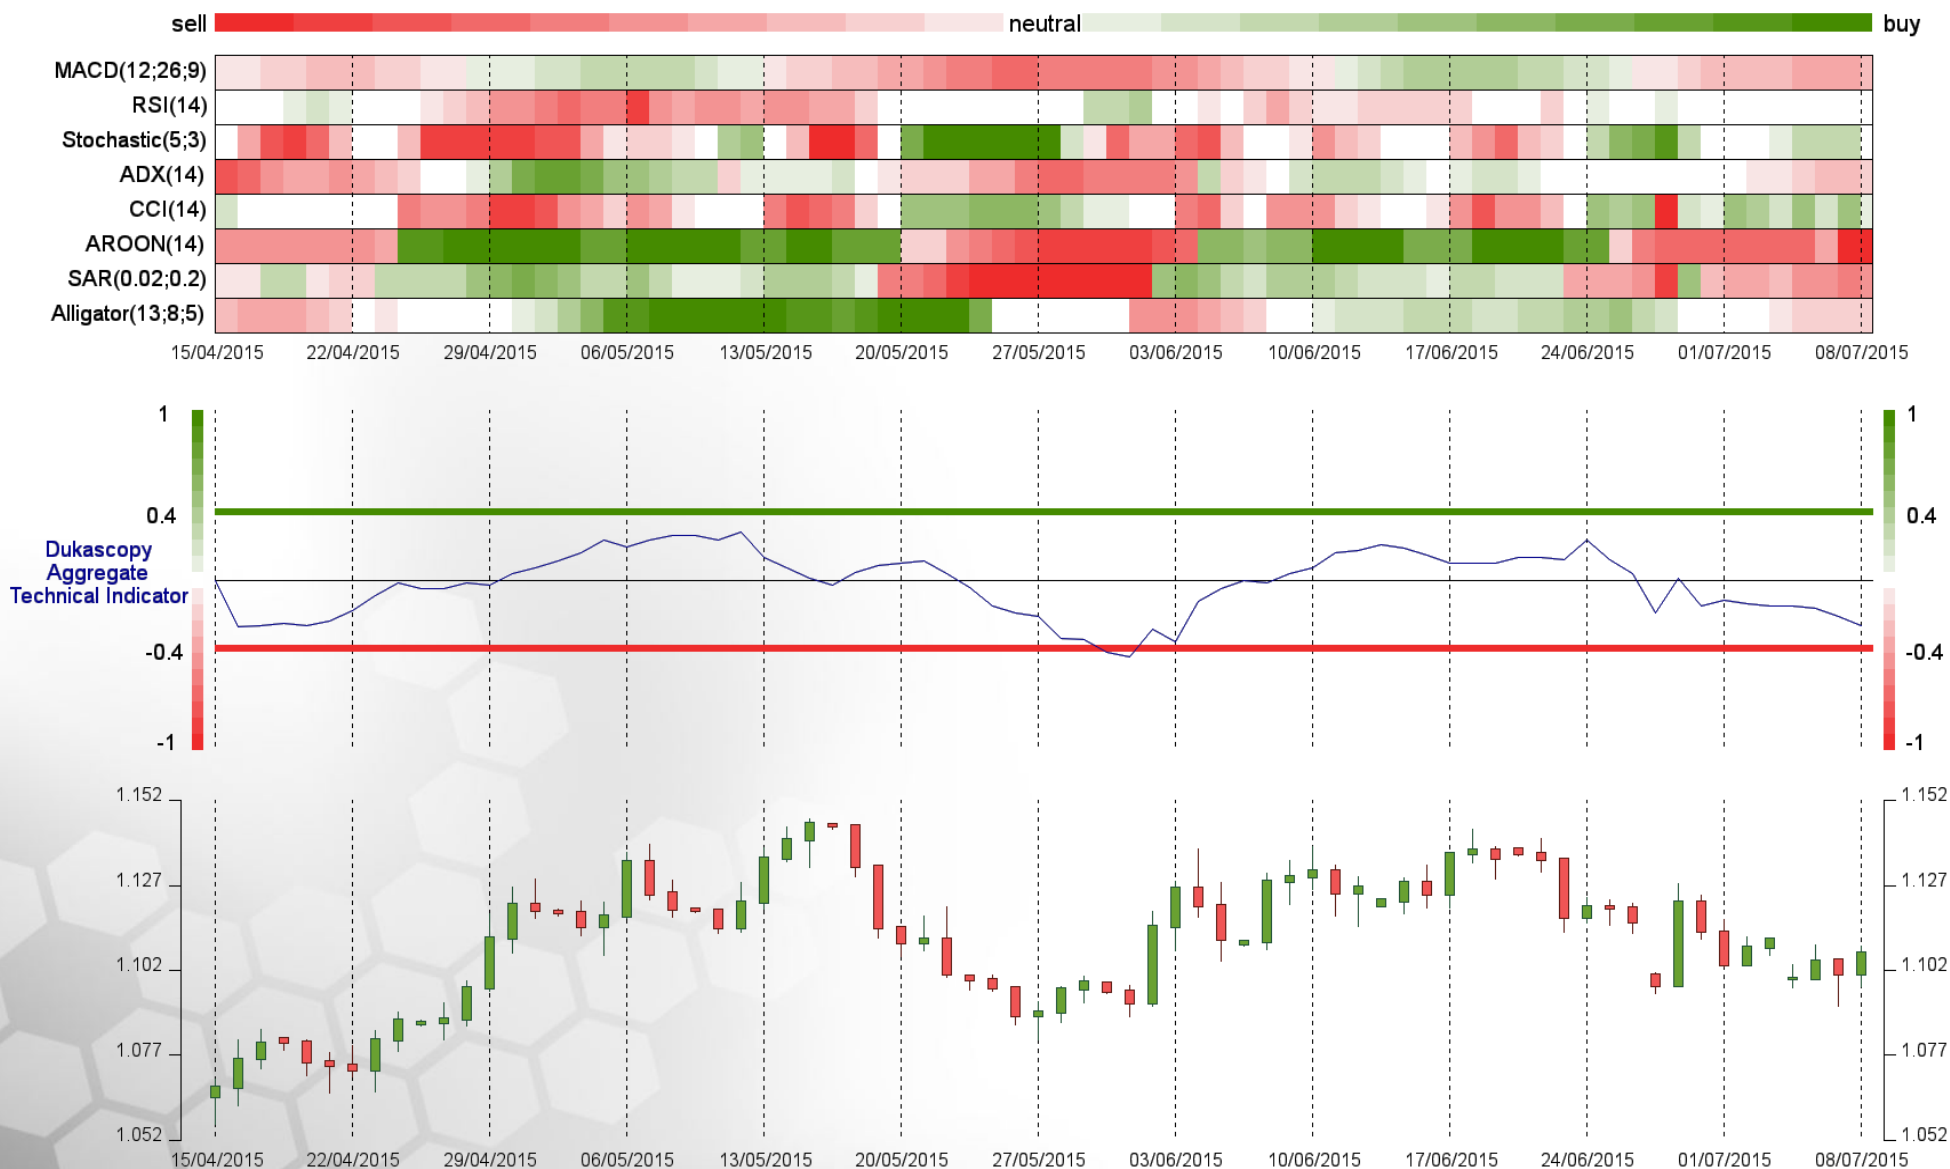 sell neutral buy
MACD(12;26;9)
RSI(14)
Stochastic(5;3)
ADX(14)
CCI(14)
AROON(14)
SAR(0.02;0.2)
Alligator(13;8;5)
15/04/2015 22/04/2015 29/04/2015 06/05/2015 13/05/2015 20/05/2015 27/05/2015 03/06/2015 10/06/2015 17/06/2015 24/06/2015 01/07/2015 08/07/2015
1 1
0.4 0.4
Dukascopy
Aggregate
Technical Indicator
-0.4 -0.4
-1 -1
1.152 1.152
1.127 1.127
1.102 1.102
1.077 1.077
1.052 1.052
15/04/2015 22/04/2015 29/04/2015 06/05/2015 13/05/2015 20/05/2015 27/05/2015 03/06/2015 10/06/2015 17/06/2015 24/06/2015 01/07/2015 08/07/2015